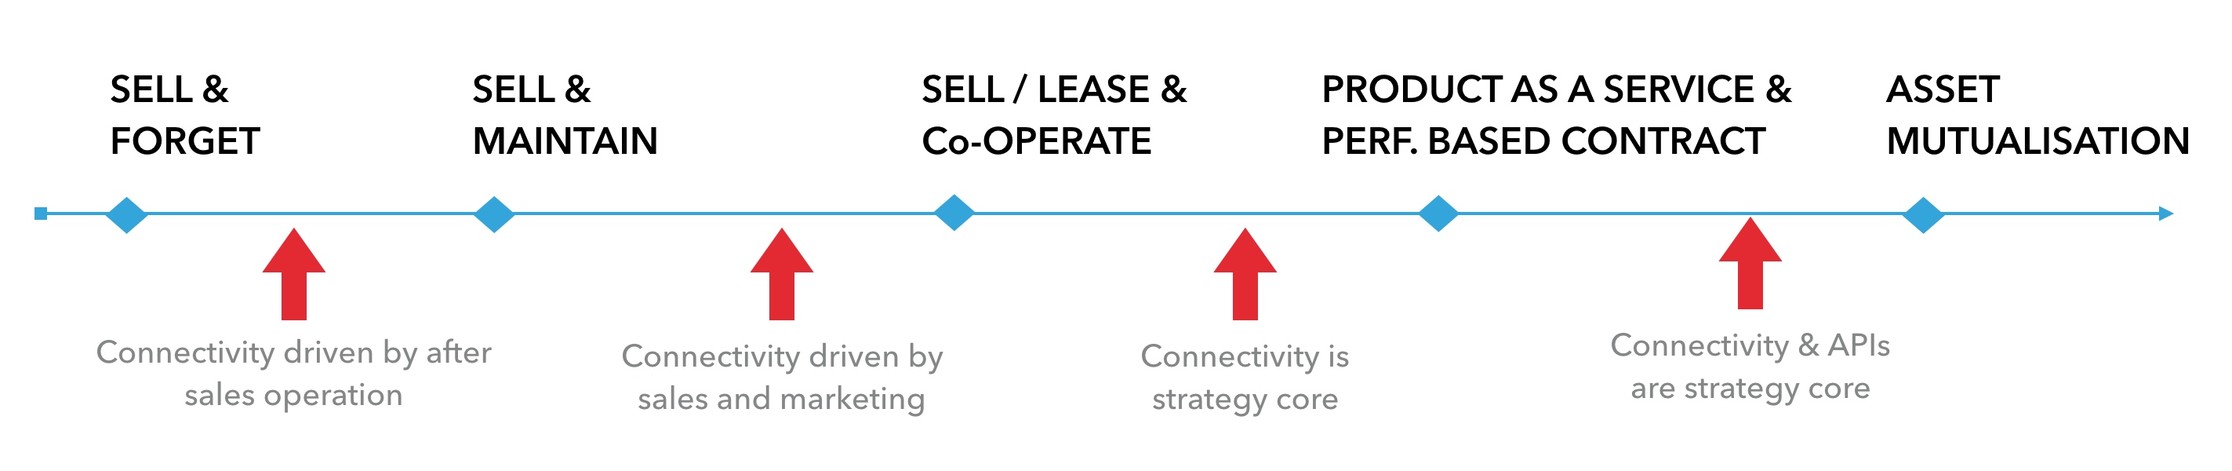 SELL &
FORGET
SELL &
MAINTAIN
SELL / LEASE &
Co-OPERATE
PRODUCT AS A SERVICE &
PERF. BASED CONTRACT
ASSET
MUTUALISATION
Connectivity driven by after
sales operation
Connectivity driven by
sales and marketing
Connectivity is
strategy core
Connectivity & APIs
are strategy core